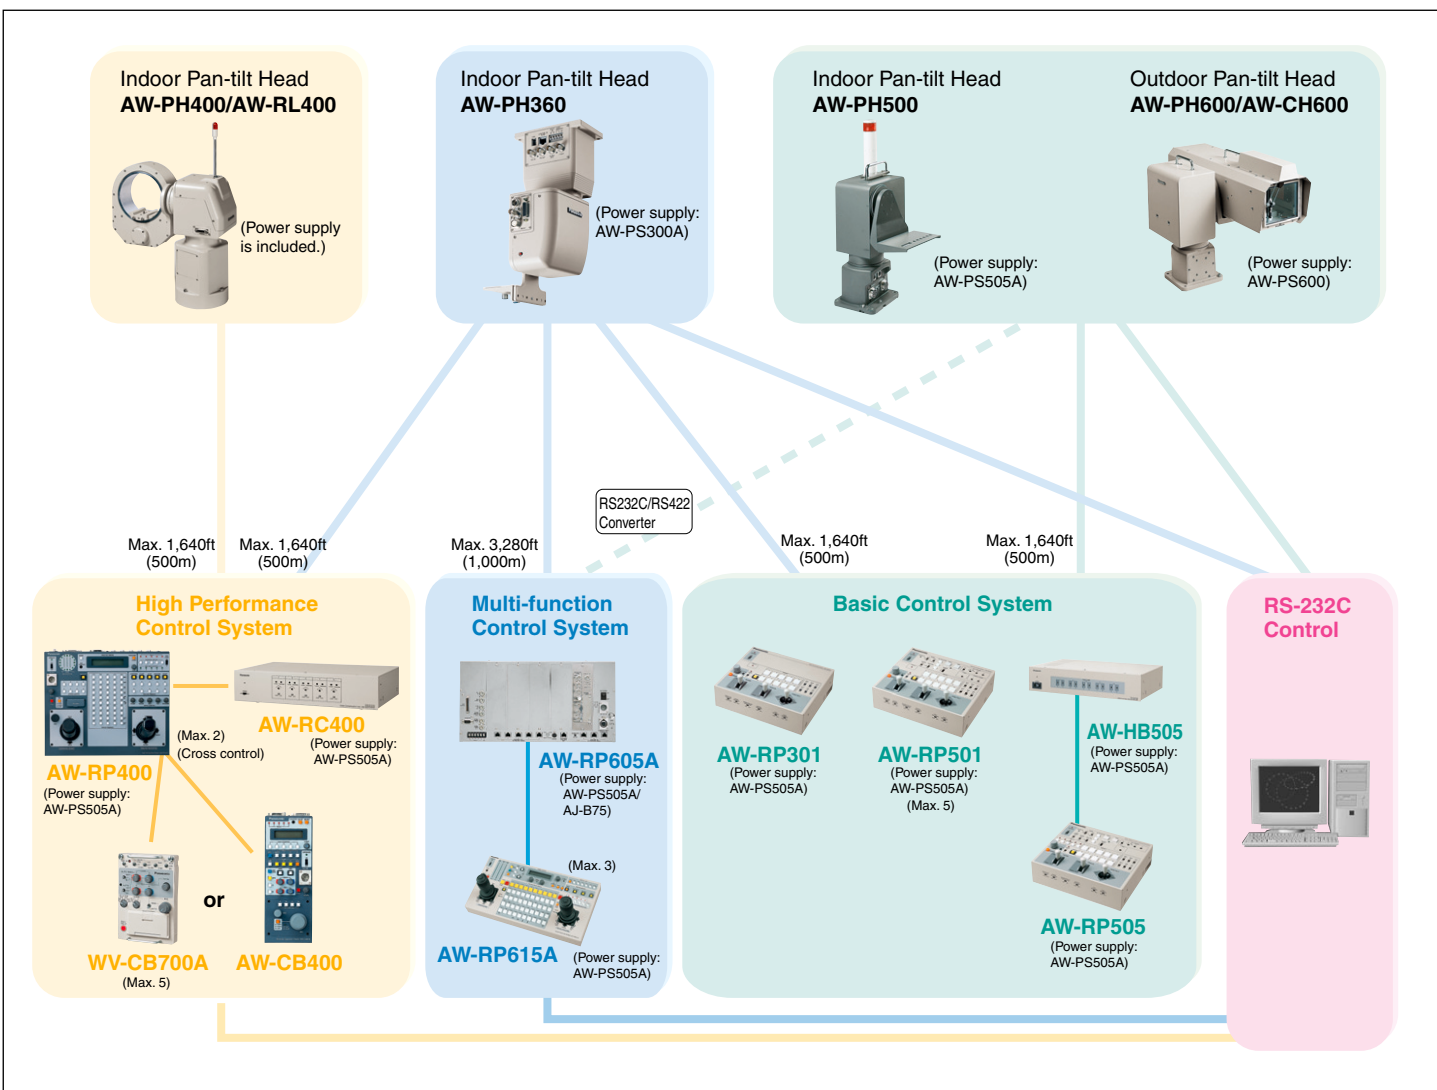 Indoor Pan-tilt Head
AW-PH400/AW-RL400
(Power supply
is included.)
Indoor Pan-tilt Head
AW-PH360
(Power supply:
AW-PS300A)
Indoor Pan-tilt Head
AW-PH500
(Power supply:
AW-PS505A)
Outdoor Pan-tilt Head
AW-PH600/AW-CH600
(Power supply:
AW-PS600)
RS232C/RS422
Converter
Max. 1,640ft
(500m)
Max. 1,640ft
(500m)
Max. 3,280ft
(1,000m)
Max. 1,640ft
(500m)
Max. 1,640ft
(500m)
High Performance
Control System
AW-RP400
(Power supply:
AW-PS505A)
(Max. 2)
(Cross control)
AW-RC400
(Power supply:
AW-PS505A)
WV-CB700A
(Max. 5)
or
AW-CB400
Multi-function
Control System
AW-RP605A
(Power supply:
AW-PS505A/
AJ-B75)
(Max. 3)
AW-RP615A
(Power supply:
AW-PS505A)
Basic Control System
AW-RP301
(Power supply:
AW-PS505A)
AW-RP501
(Power supply:
AW-PS505A)
(Max. 5)
AW-HB505
(Power supply:
AW-PS505A)
AW-RP505
(Power supply:
AW-PS505A)
RS-232C
Control